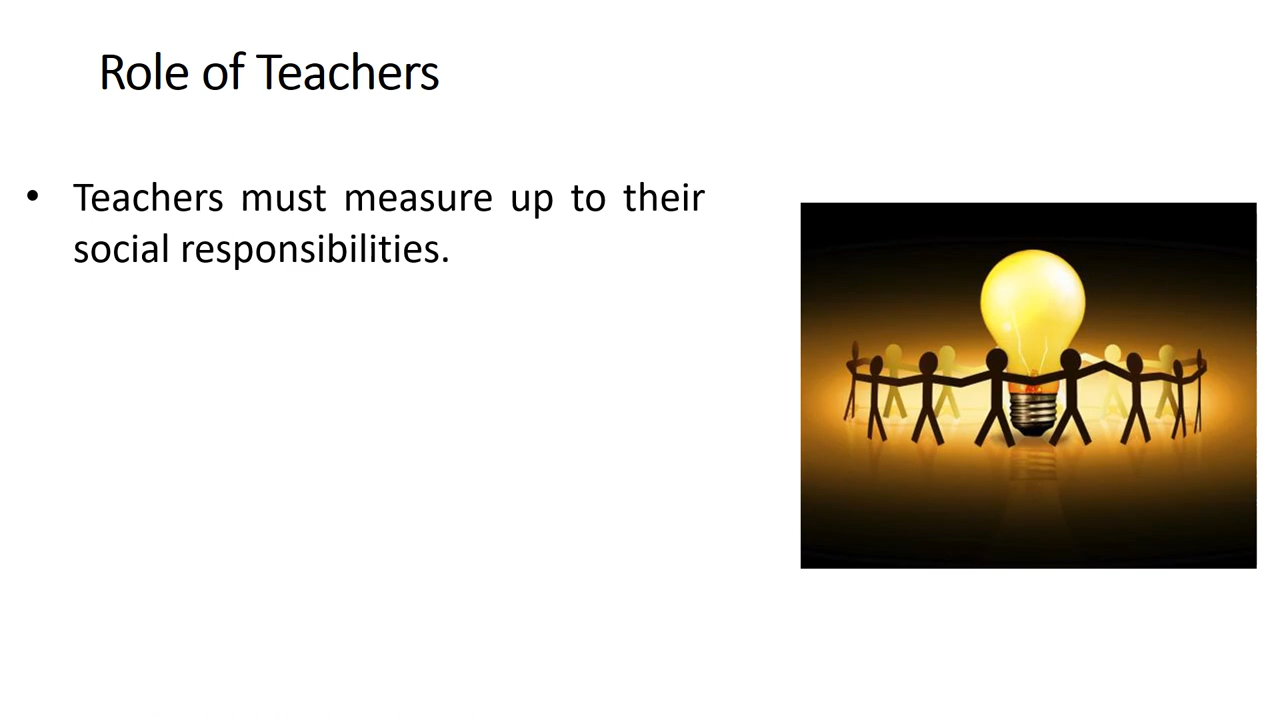 Role of Teachers
• Teachers must measure up to their
social responsibilities.